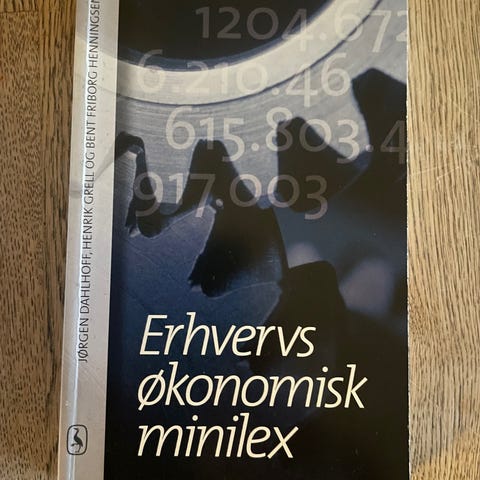 1204.672
6.210.46
615.803.4
917.003
JØRGEN DAHLHOFF, HENRIK GRELL OG BENT FRIBORG HENNINGSEN
Erhvervs
økonomisk
minilex